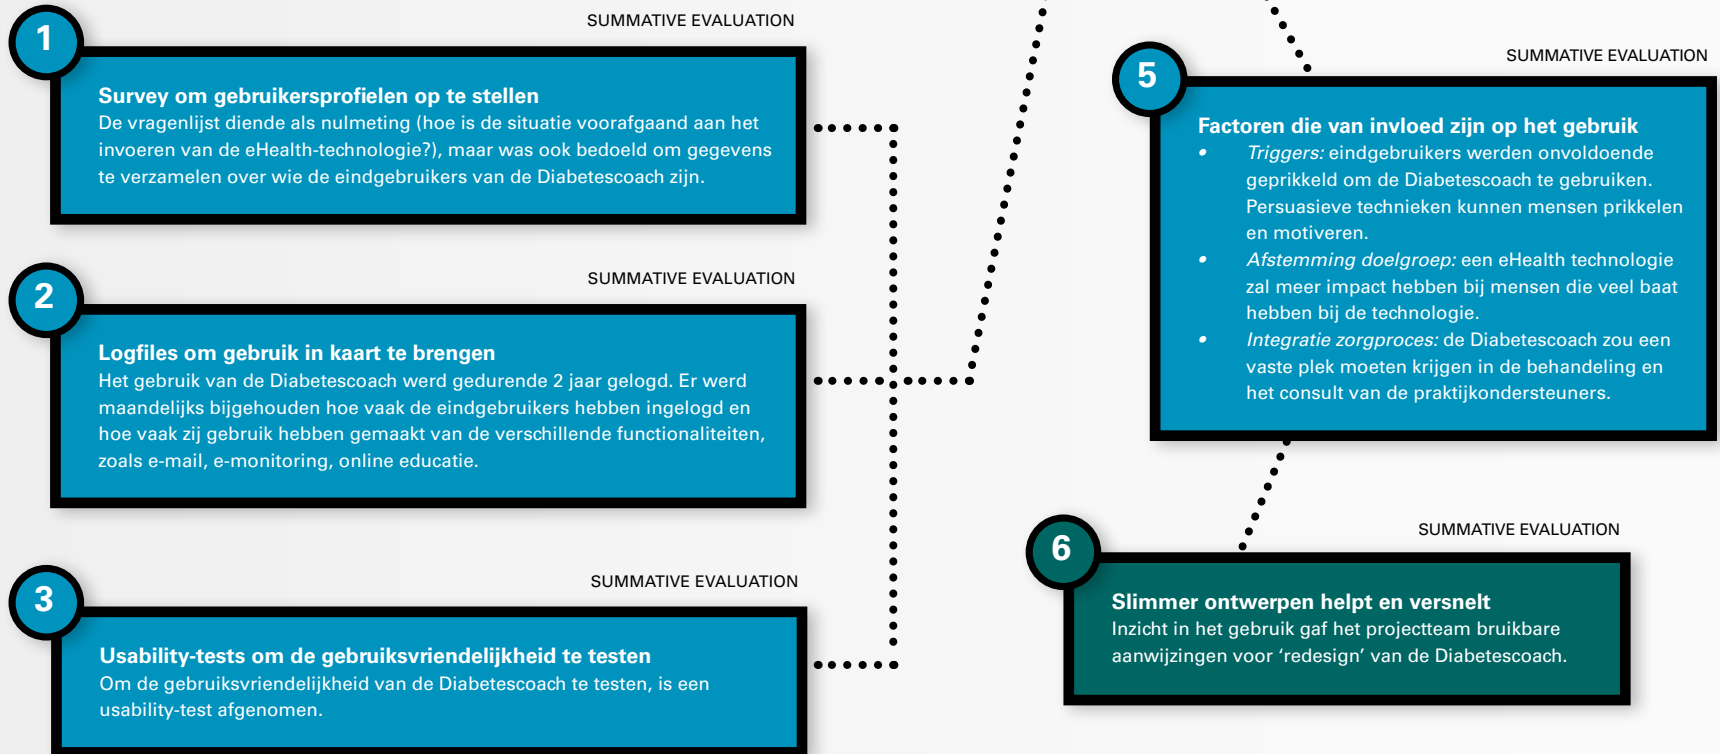 1
SUMMATIVE EVALUATION
Survey om gebruikersprofielen op te stellen
De vragenlijst diende als nulmeting (hoe is de situatie voorafgaand aan het
invoeren van de eHealth-technologie?), maar was ook bedoeld om gegevens
te verzamelen over wie de eindgebruikers van de Diabetescoach zijn.
2
SUMMATIVE EVALUATION
Logfiles om gebruik in kaart te brengen
Het gebruik van de Diabetescoach werd gedurende 2 jaar gelogd. Er werd
maandelijks bijgehouden hoe vaak de eindgebruikers hebben ingelogd en
hoe vaak zij gebruik hebben gemaakt van de verschillende functionaliteiten,
zoals e-mail, e-monitoring, online educatie.
3
SUMMATIVE EVALUATION
Usability-tests om de gebruiksvriendelijkheid te testen
Om de gebruiksvriendelijkheid van de Diabetescoach te testen, is een
usability-test afgenomen.
5
SUMMATIVE EVALUATION
Factoren die van invloed zijn op het gebruik
• Triggers: eindgebruikers werden onvoldoende
geprikkeld om de Diabetescoach te gebruiken.
Persuasieve technieken kunnen mensen prikkelen
en motiveren.
• Afstemming doelgroep: een eHealth technologie
zal meer impact hebben bij mensen die veel baat
hebben bij de technologie.
• Integratie zorgproces: de Diabetescoach zou een
vaste plek moeten krijgen in de behandeling en
het consult van de praktijkondersteuners.
6
SUMMATIVE EVALUATION
Slimmer ontwerpen helpt en versnelt
Inzicht in het gebruik gaf het projectteam bruikbare
aanwijzingen voor ‘redesign’ van de Diabetescoach.